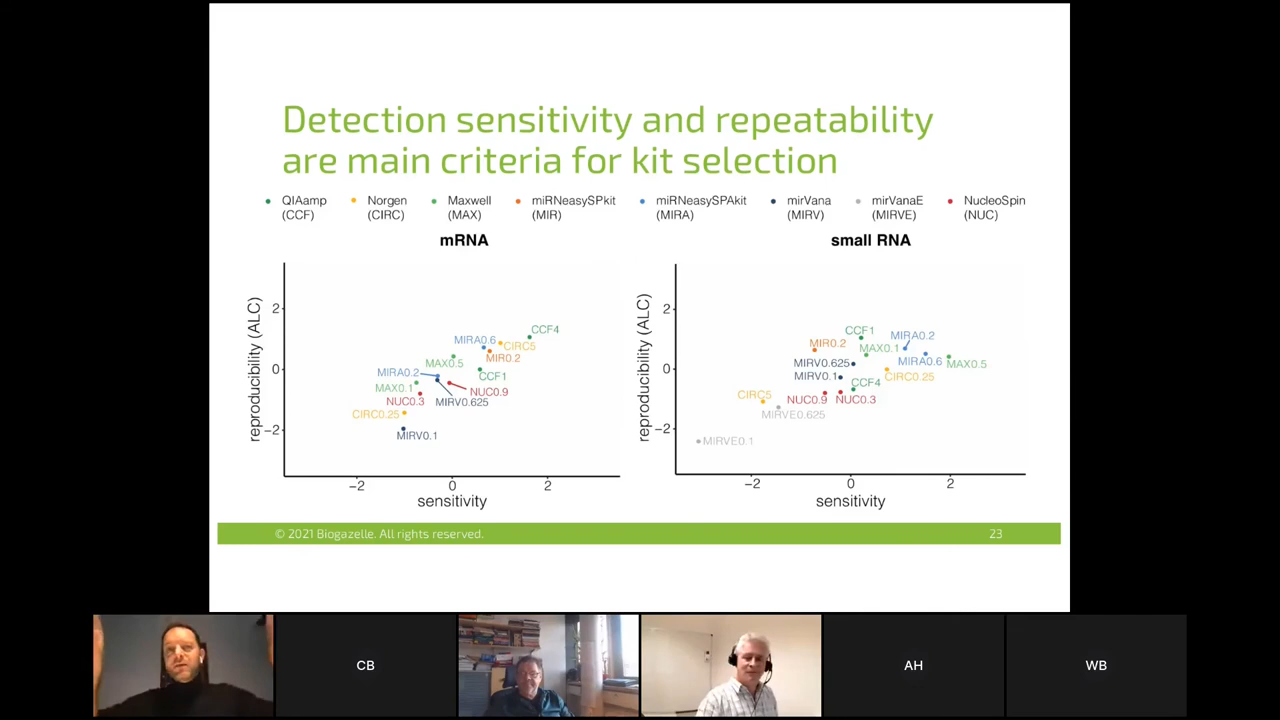 Detection sensitivity and repeatability
are main criteria for kit selection
QIAamp
(CCF)
Norgen
(CIRC)
Maxwell
(MAX)
miRNeasySPkit
(MIR)
miRNeasySPAkit
(MIRA)
mirVana
(MIRV)
mirVanaE
(MIRVE)
NucleoSpin
(NUC)
mRNA
reproducibility (ALC)
2
0
−2
CCF4
MIRA0.6
CIRC5
MIR0.2
MAX0.5
MIRA0.2
CCF1
MAX0.1
NUC0.9
NUC0.3
MIRV0.625
CIRC0.25
MIRV0.1
−2
0
2
sensitivity
small RNA
reproducibility (ALC)
2
0
−2
CCF1
MIRA0.2
MIR0.2
MAX0.1
MIRV0.625
MIRA0.6
MAX0.5
MIRV0.1
CIRC0.25
CCF4
CIRC5
NUC0.9
NUC0.3
MIRVE0.625
MIRVE0.1
−2
0
2
sensitivity
© 2021 Biogazelle. All rights reserved.
23
CB
AH
WB